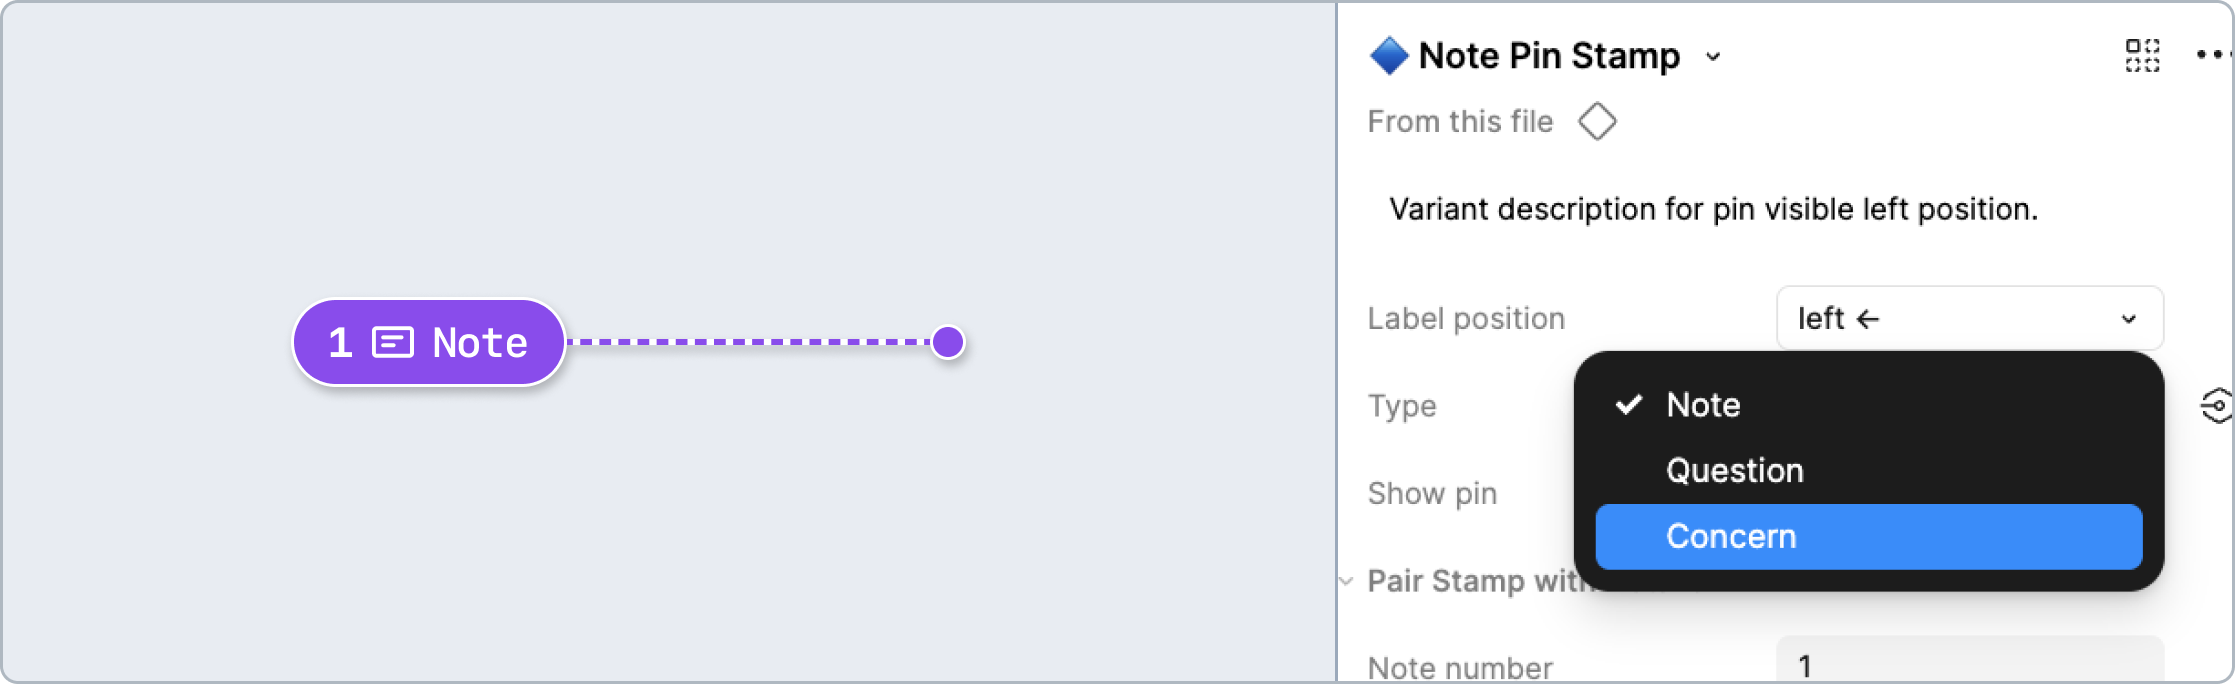 1 Note
Note Pin Stamp
From this file
Variant description for pin visible left position.
Label position
left ←
Type
Note
Question
Concern
Show pin
Pair Stamp with
Note number
1